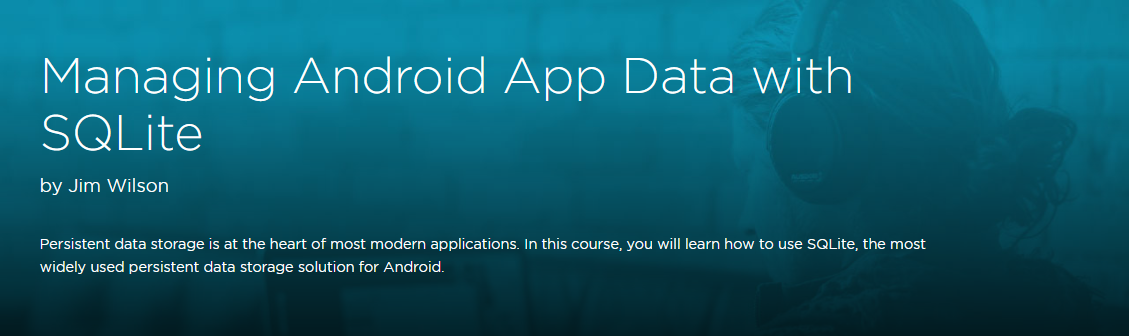 Managing Android App Data with
SQLite
by Jim Wilson
Persistent data storage is at the heart of most modern applications. In this course, you will learn how to use SQLite, the most
widely used persistent data storage solution for Android.